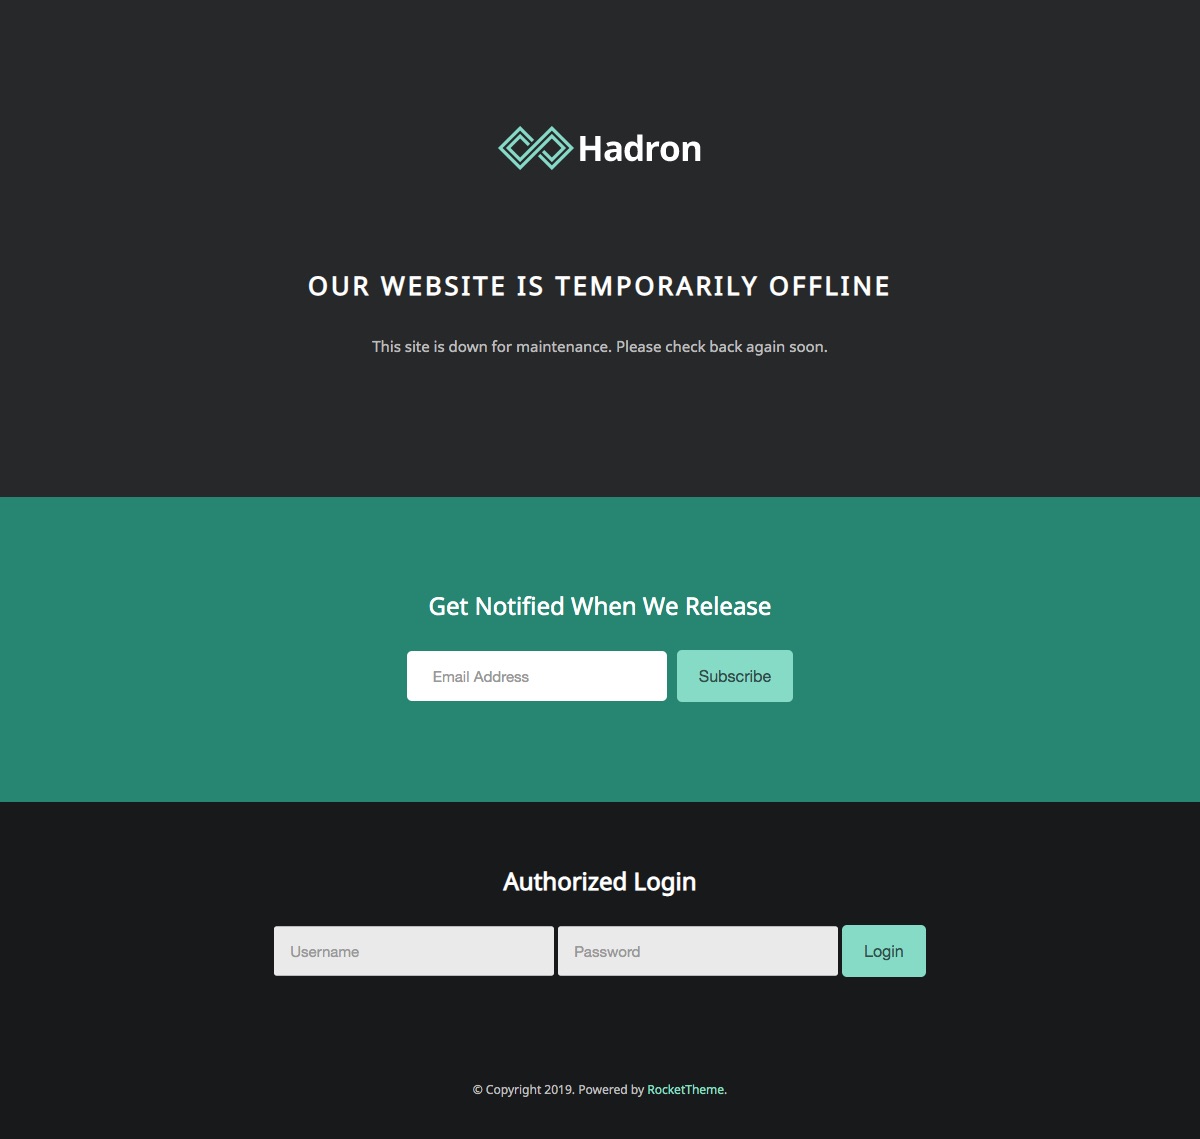 Hadron
OUR WEBSITE IS TEMPORARILY OFFLINE
This site is down for maintenance. Please check back again soon.
Get Notified When We Release
Email Address
Subscribe
Authorized Login
Username
Password
Login
© Copyright 2019. Powered by RocketTheme.